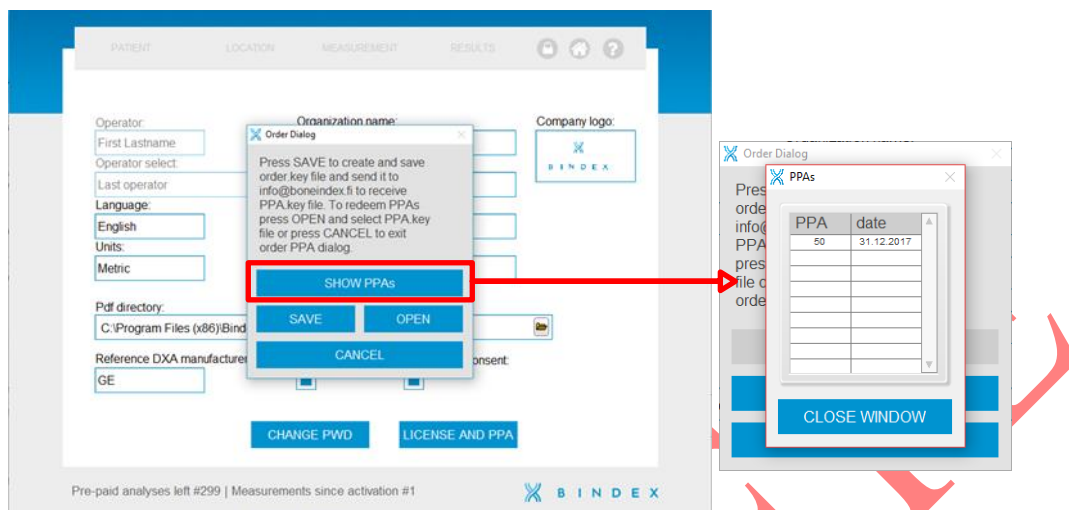 PATIENT LOCATION MEASUREMENT RESULTS ?
Operator:
First Lastname
Operator select:
Last operator
Language:
English
Units:
Metric
Pdf directory:
C:\Program Files (x86)\Bind
Reference DXA manufacturer
GE
Organization name:
Company logo:
BINDEX
onsent:
Order Dialog
Press SAVE to create and save
order.key file and send it to
info@boneindex.fi to receive
PPA.key file. To redeem PPAs
press OPEN and select PPA.key
file or press CANCEL to exit
order PPA dialog.
SHOW PPAs
SAVE OPEN
CANCEL
CHANGE PWD LICENSE AND PPA
Pre-paid analyses left #299 | Measurements since activation #1
BINDEX
Order Dialog
Pres
orde
info@
PPA
pres
file o
orde
PPAs
PPA date
50 31.12.2017
CLOSE WINDOW